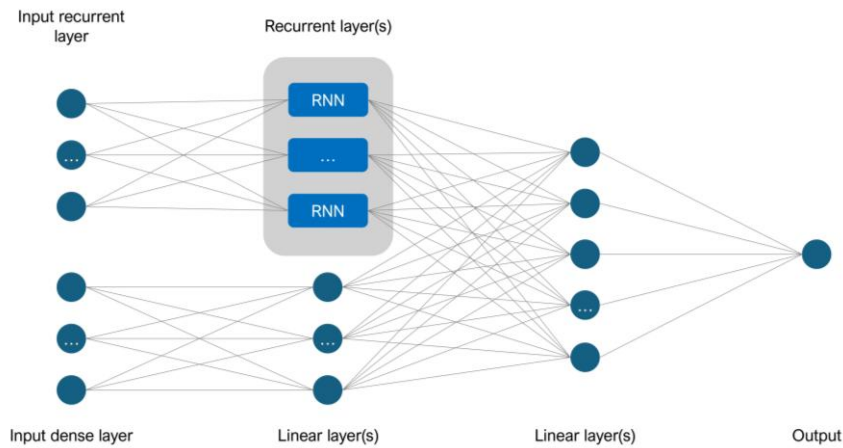 Input recurrent
layer
Recurrent layer(s)
RNN
...
...
RNN
...
...
...
Input dense layer
Linear layer(s)
Linear layer(s)
Output